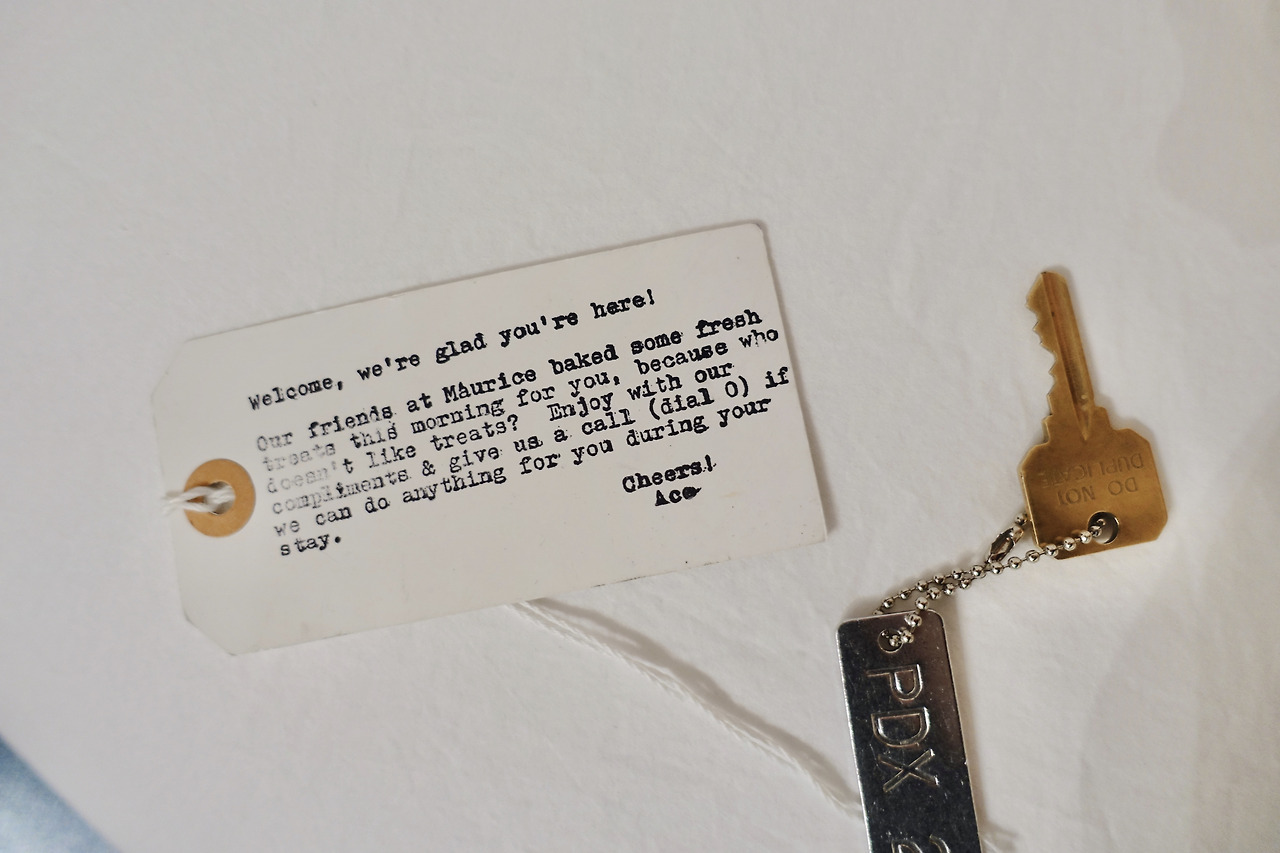 Welcome, we're glad you're here!
Our friends at Maurice baked some fresh
treats this morning for you, because who
doesn't like treats?  Enjoy with our
compliments & give us a call (dial 0) if
we can do anything for you during your
stay.
Cheers!
Ace
DO NOT
DUPLICATE
PDX 2